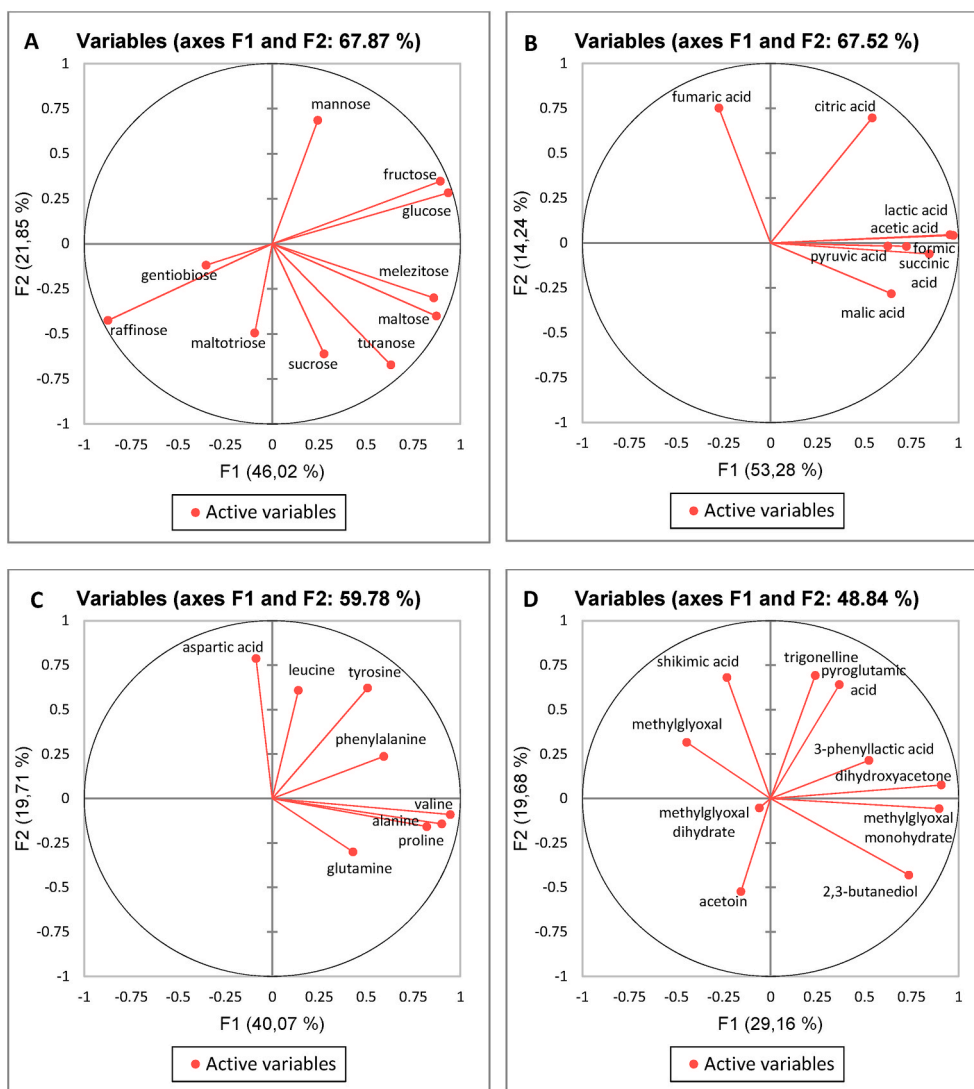 A Variables (axes F1 and F2: 67.87 %)
F2 (21,85 %)
1
0.75
0.5
0.25
0
-0.25
-0.5
-0.75
-1
mannose
fructose
glucose
gentiobiose
melezitose
raffinose
maltotriose
maltose
sucrose
turanose
-1 -0.75 -0.5 -0.25 0 0.25 0.5 0.75 1
F1 (46,02 %)
Active variables
B Variables (axes F1 and F2: 67.52 %)
F2 (14,24 %)
1
0.75
0.5
0.25
0
-0.25
-0.5
-0.75
-1
fumaric acid
citric acid
lactic acid
acetic acid
pyruvic acid
formic
succinic
acid
malic acid
-1 -0.75 -0.5 -0.25 0 0.25 0.5 0.75 1
F1 (53,28 %)
Active variables
C Variables (axes F1 and F2: 59.78 %)
F2 (19,71 %)
1
0.75
0.5
0.25
0
-0.25
-0.5
-0.75
-1
aspartic acid
leucine
tyrosine
phenylalanine
valine
alanine
proline
glutamine
-1 -0.75 -0.5 -0.25 0 0.25 0.5 0.75 1
F1 (40,07 %)
Active variables
D Variables (axes F1 and F2: 48.84 %)
F2 (19,68 %)
1
0.75
0.5
0.25
0
-0.25
-0.5
-0.75
-1
shikimic acid
trigonelline
pyroglutamic
acid
methylglyoxal
3-phenyllactic acid
dihydroxyacetone
methylglyoxal
dihydrate
methylglyoxal
monohydrate
acetoin
2,3-butanediol
-1 -0.75 -0.5 -0.25 0 0.25 0.5 0.75 1
F1 (29,16 %)
Active variables